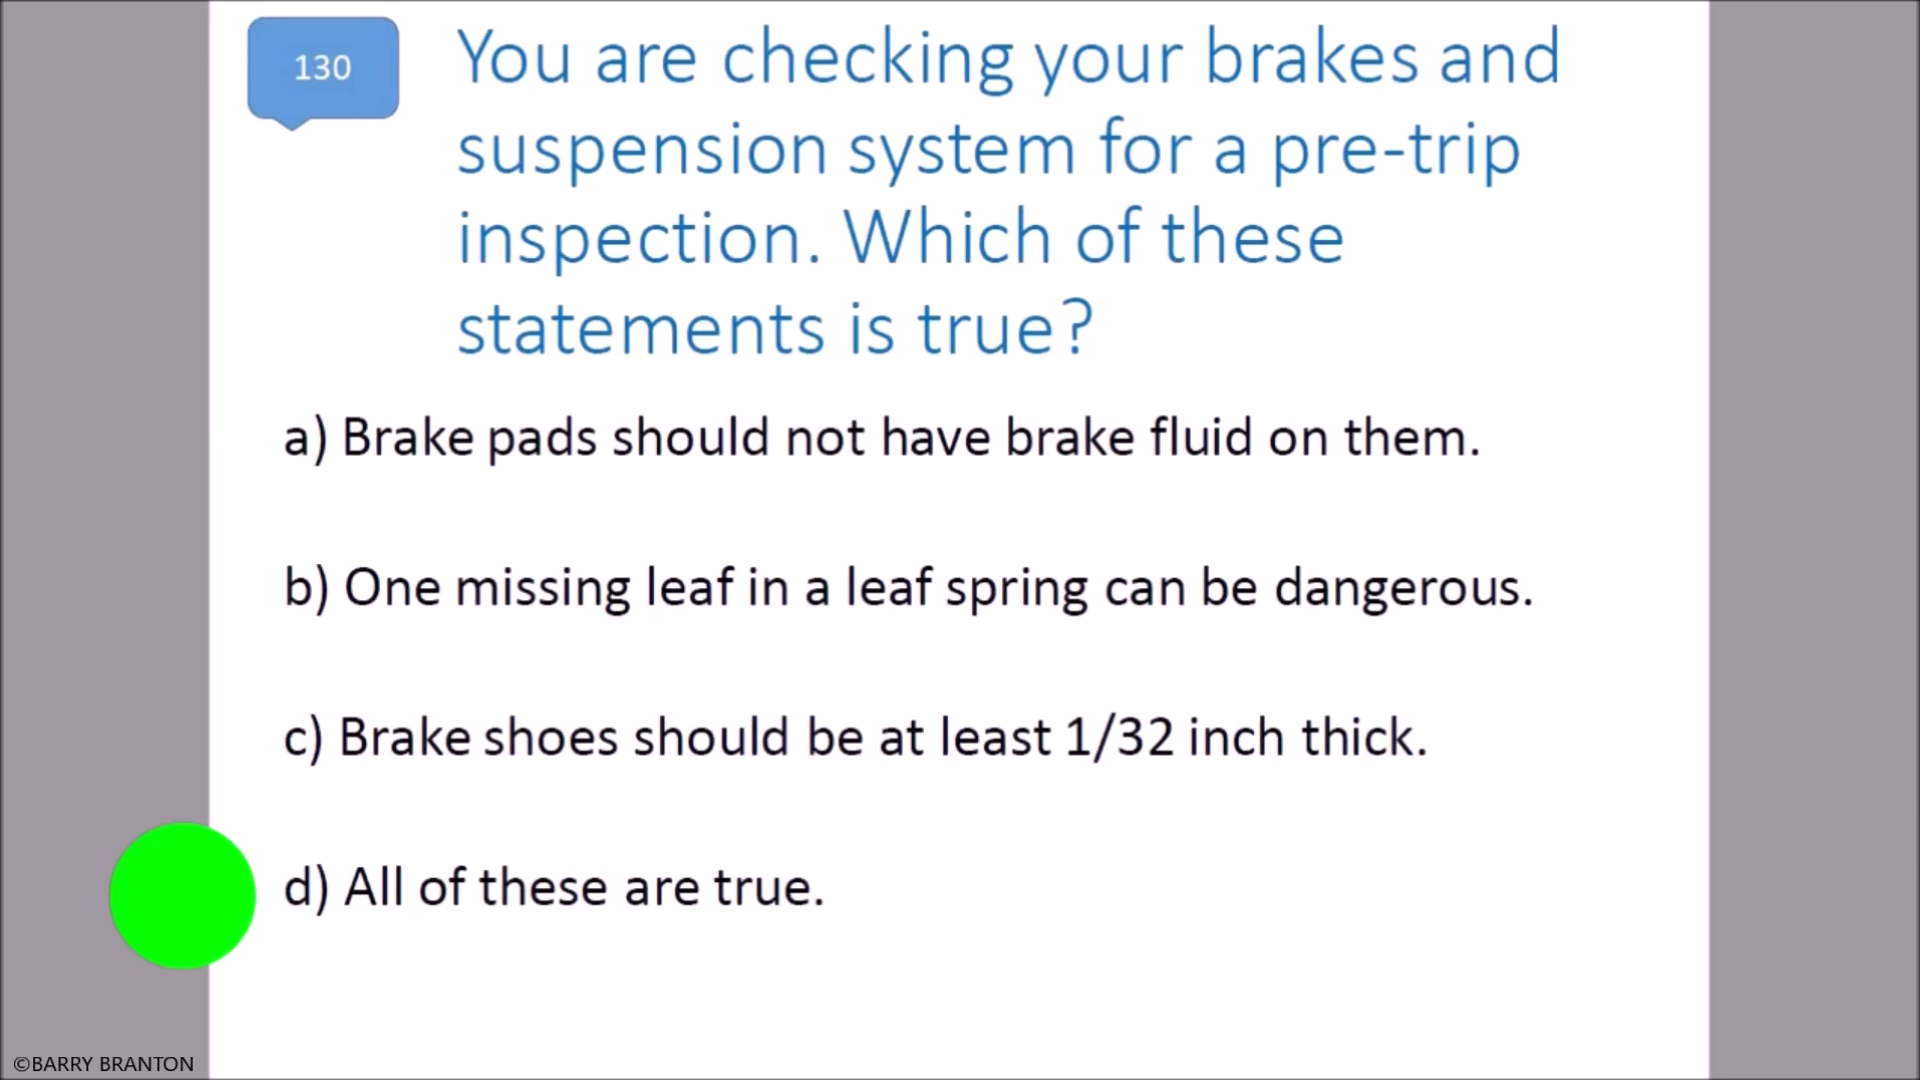 130
You are checking your brakes and
suspension system for a pre-trip
inspection. Which of these
statements is true?
a) Brake pads should not have brake fluid on them.
b) One missing leaf in a leaf spring can be dangerous.
c) Brake shoes should be at least 1/32 inch thick.
d) All of these are true.
©BARRY BRANTON